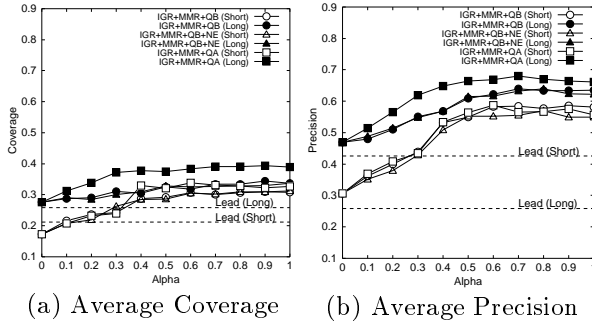 IGR+MMR+QB (Short)
IGR+MMR+QB (Long)
IGR+MMR+QB+NE (Short)
IGR+MMR+QB+NE (Long)
IGR+MMR+QA (Short)
IGR+MMR+QA (Long)
0.9
0.8
0.7
0.6
0.5
0.4
0.3
0.2
0.1
Coverage
Lead (Long)
Lead (Short)
0 0.1 0.2 0.3 0.4 0.5 0.6 0.7 0.8 0.9 1
Alpha
(a) Average Coverage
IGR+MMR+QB (Short)
IGR+MMR+QB (Long)
IGR+MMR+QB+NE (Short)
IGR+MMR+QB+NE (Long)
IGR+MMR+QA (Short)
IGR+MMR+QA (Long)
0.9
0.8
0.7
0.6
0.5
0.4
0.3
0.2
0.1
Precision
Lead (Short)
Lead (Long)
0 0.1 0.2 0.3 0.4 0.5 0.6 0.7 0.8 0.9 1
Alpha
(b) Average Precision